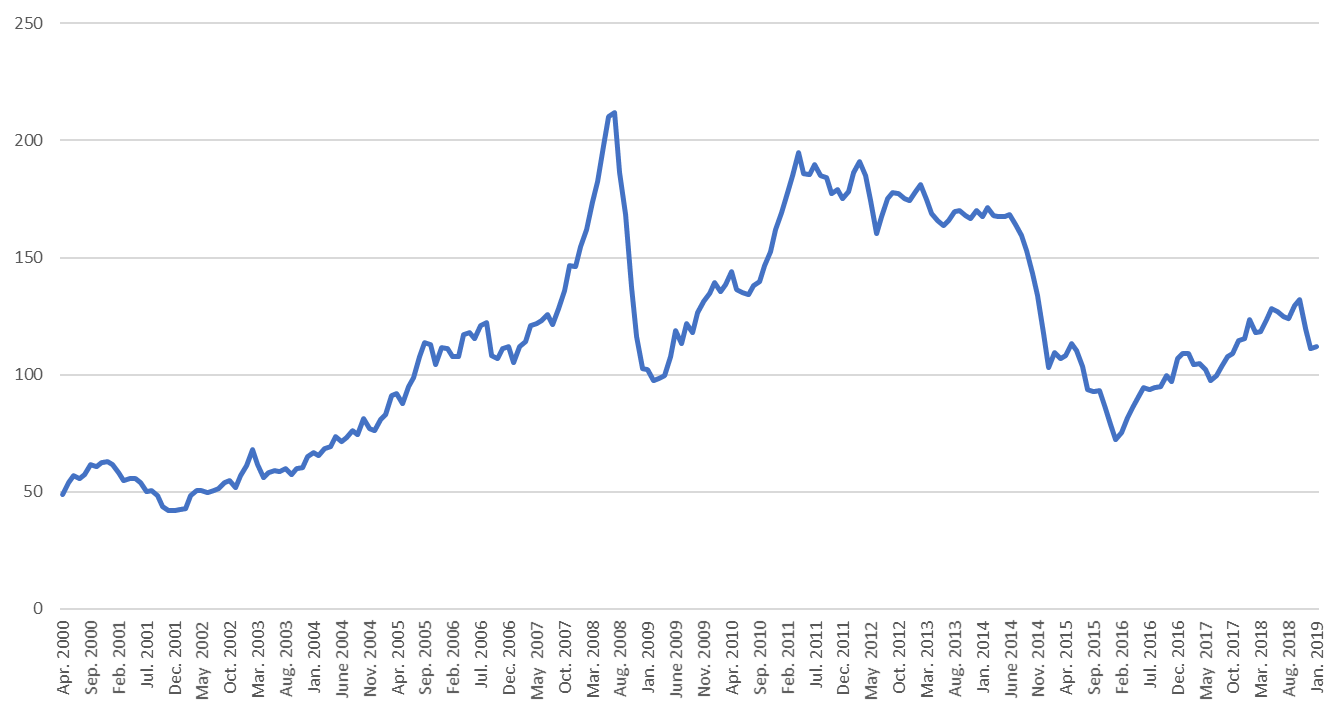 250
200
150
100
50
0
Apr. 2000
Sep. 2000
Feb. 2001
Jul. 2001
Dec. 2001
May 2002
Oct. 2002
Mar. 2003
Aug. 2003
Jan. 2004
June 2004
Nov. 2004
Apr. 2005
Sep. 2005
Feb. 2006
Jul. 2006
Dec. 2006
May 2007
Oct. 2007
Mar. 2008
Aug. 2008
Jan. 2009
June 2009
Nov. 2009
Apr. 2010
Sep. 2010
Feb. 2011
Jul. 2011
Dec. 2011
May 2012
Oct. 2012
Mar. 2013
Aug. 2013
Jan. 2014
June 2014
Nov. 2014
Apr. 2015
Sep. 2015
Feb. 2016
Jul. 2016
Dec. 2016
May 2017
Oct. 2017
Mar. 2018
Aug. 2018
Jan. 2019